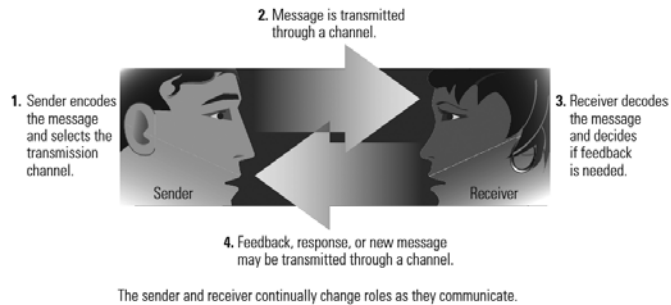 2. Message is transmitted
through a channel.
1. Sender encodes
the message
and selects the
transmission
channel.
3. Receiver decodes
the message
and decides
if feedback
is needed.
Sender
Receiver
4. Feedback, response, or new message
may be transmitted through a channel.
The sender and receiver continually change roles as they communicate.